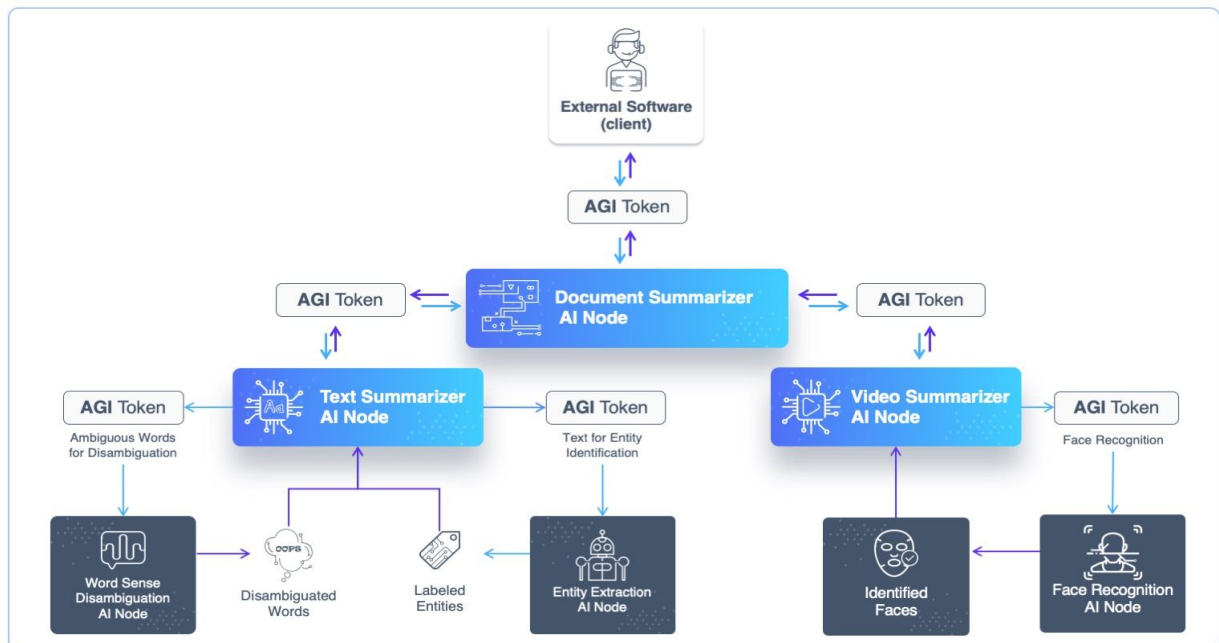 External Software
(client)
AGI Token
AGI Token
Document Summarizer
AI Node
AGI Token
AGI Token
Text Summarizer
AI Node
AGI Token
Video Summarizer
AI Node
AGI Token
Ambiguous Words
for Disambiguation
Text for Entity
Identification
Face Recognition
OOPS
Word Sense
Disambiguation
AI Node
Disambiguated
Words
Labeled
Entities
Entity Extraction
AI Node
Identified
Faces
Face Recognition
AI Node